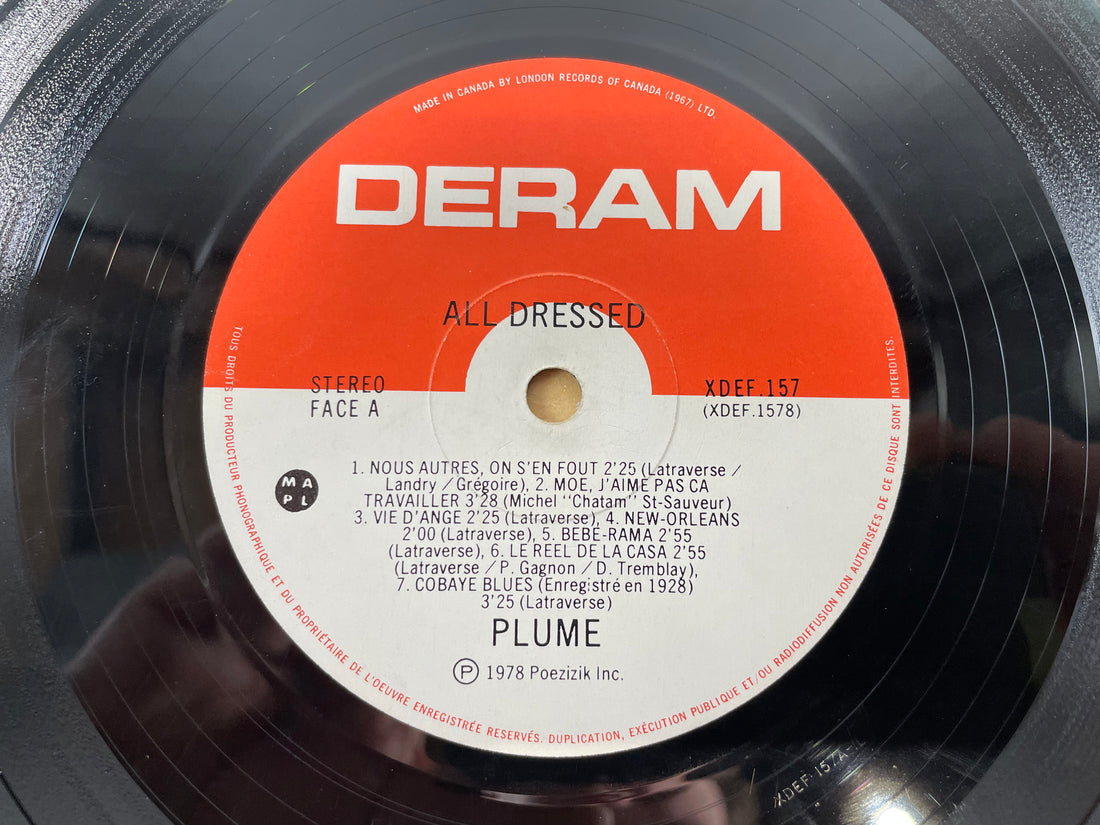 MADE IN CANADA BY LONDON RECORDS OF CANADA (1967) LTD.
DERAM
ALL DRESSED
STEREO
FACE A
XDEF.157
(XDEF.1578)
MA
PL
1. NOUS AUTRES, ON S'EN FOUT 2'25 (Latraverse /
Landry / Grégoire), 2. MOE, J'AIME PAS CA
TRAVAILLER 3'28 (Michel "Chatam" St-Sauveur)
3. VIE D'ANGE 2'25 (Latraverse), 4. NEW-ORLEANS
2'00 (Latraverse), 5. BEBE-RAMA 2'55
(Latraverse), 6. LE REEL DE LA CASA 2'55
(Latraverse / P. Gagnon / D. Tremblay),
7. COBAYE BLUES (Enregistré en 1928)
3'25 (Latraverse)
PLUME
Ⓟ 1978 Poezizik Inc.
TOUS DROITS DU PRODUCTEUR PHONOGRAPHIQUE ET DU PROPRIÉTAIRE DE L'OEUVRE ENREGISTRÉE RESERVÉS. DUPLICATION, EXÉCUTION PUBLIQUE ET/OU RADIODIFFUSION NON AUTORISÉES DE CE DISQUE SONT INTERDITES.
XDEF 157A